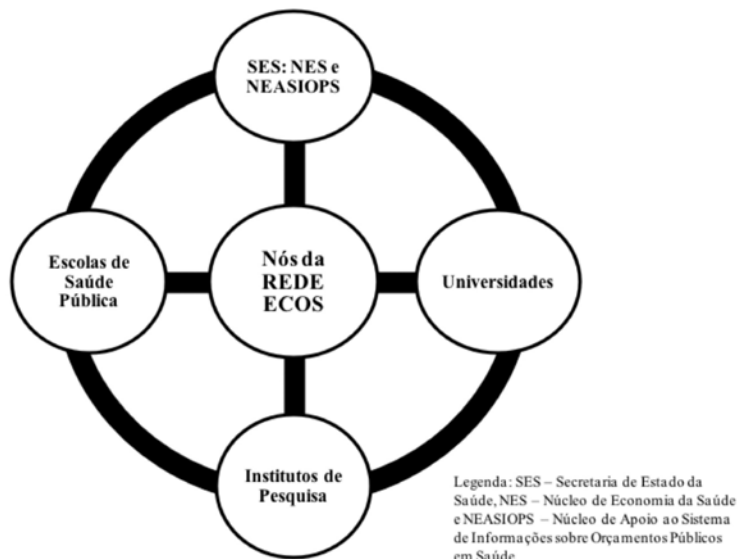 SES: NES e
NEASIOPS
Escolas de
Saúde
Pública
Nós da
REDE
ECOS
Universidades
Institutos de
Pesquisa
Legenda: SES – Secretaria de Estado da
Saúde, NES – Núcleo de Economia da Saúde
e NEASIOPS – Núcleo de Apoio ao Sistema
de Informações sobre Orçamentos Públicos
em Saúde